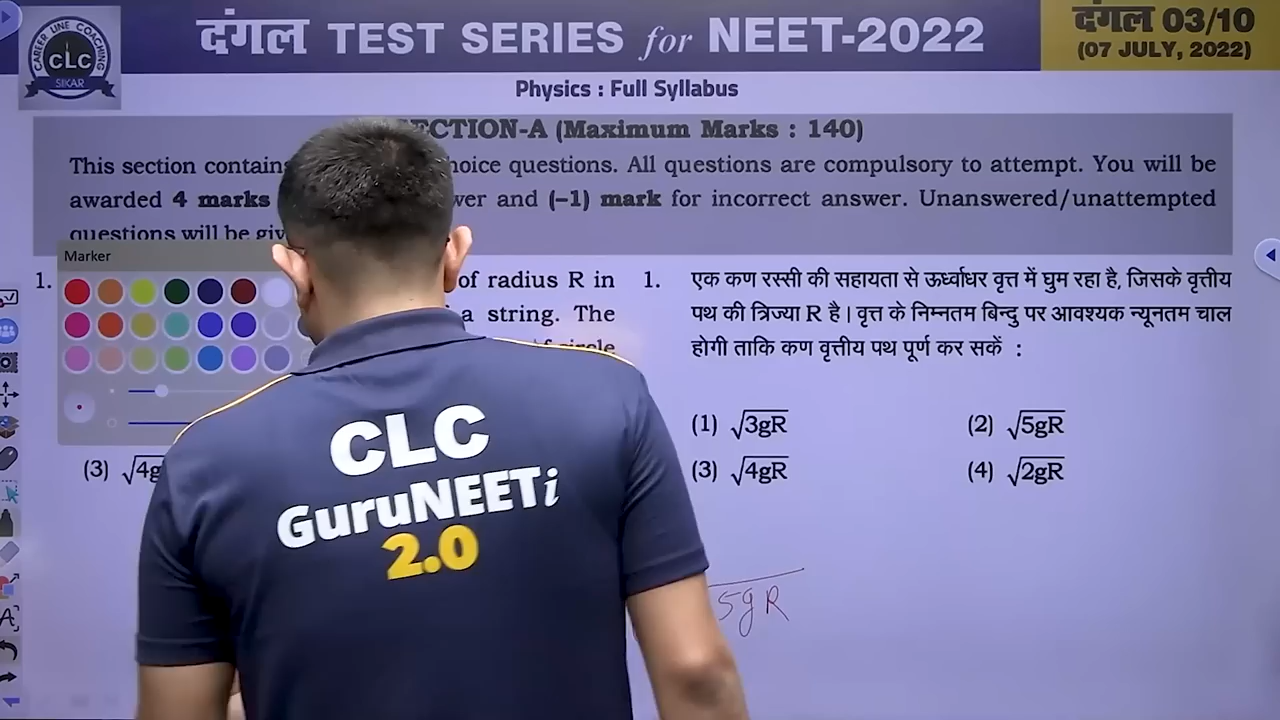 CAREER LINE COACHING
CLC
SIKAR
दंगल TEST SERIES for NEET-2022
दंगल 03/10
(07 JULY, 2022)
Physics : Full Syllabus
ECTION-A (Maximum Marks : 140)
This section contains hoice questions. All questions are compulsory to attempt. You will be
awarded 4 marks wer and (–1) mark for incorrect answer. Unanswered/unattempted
questions will be giv
Marker
1. of radius R in
a string. The
of circle
(3) √4g
1. एक कण रस्सी की सहायता से ऊर्ध्वाधर वृत्त में घुम रहा है, जिसके वृत्तीय
पथ की त्रिज्या R है। वृत्त के निम्नतम बिन्दु पर आवश्यक न्यूनतम चाल
होगी ताकि कण वृत्तीय पथ पूर्ण कर सकें :
(1) √3gR (2) √5gR
(3) √4gR (4) √2gR
5gR
CLC
GuruNEETi
2.0